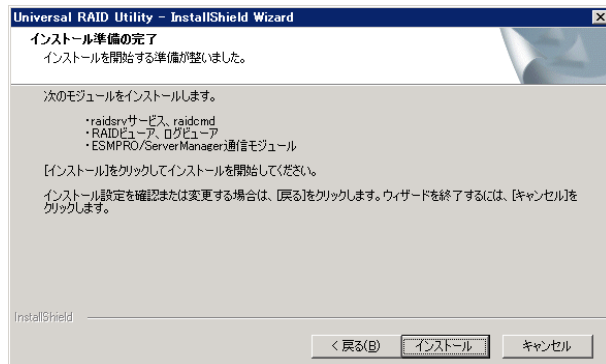 Universal RAID Utility - InstallShield Wizard
インストール準備の完了
インストールを開始する準備が整いました。
次のモジュールをインストールします。
・raidsrvサービス、raidcmd
・RAIDビューア、ログビューア
・ESMPRO/ServerManager通信モジュール
[インストール]をクリックしてインストールを開始してください。
インストール設定を確認または変更する場合は、[戻る]をクリックします。ウィザードを終了するには、[キャンセル]を
クリックします。
InstallShield
< 戻る(B)
インストール
キャンセル